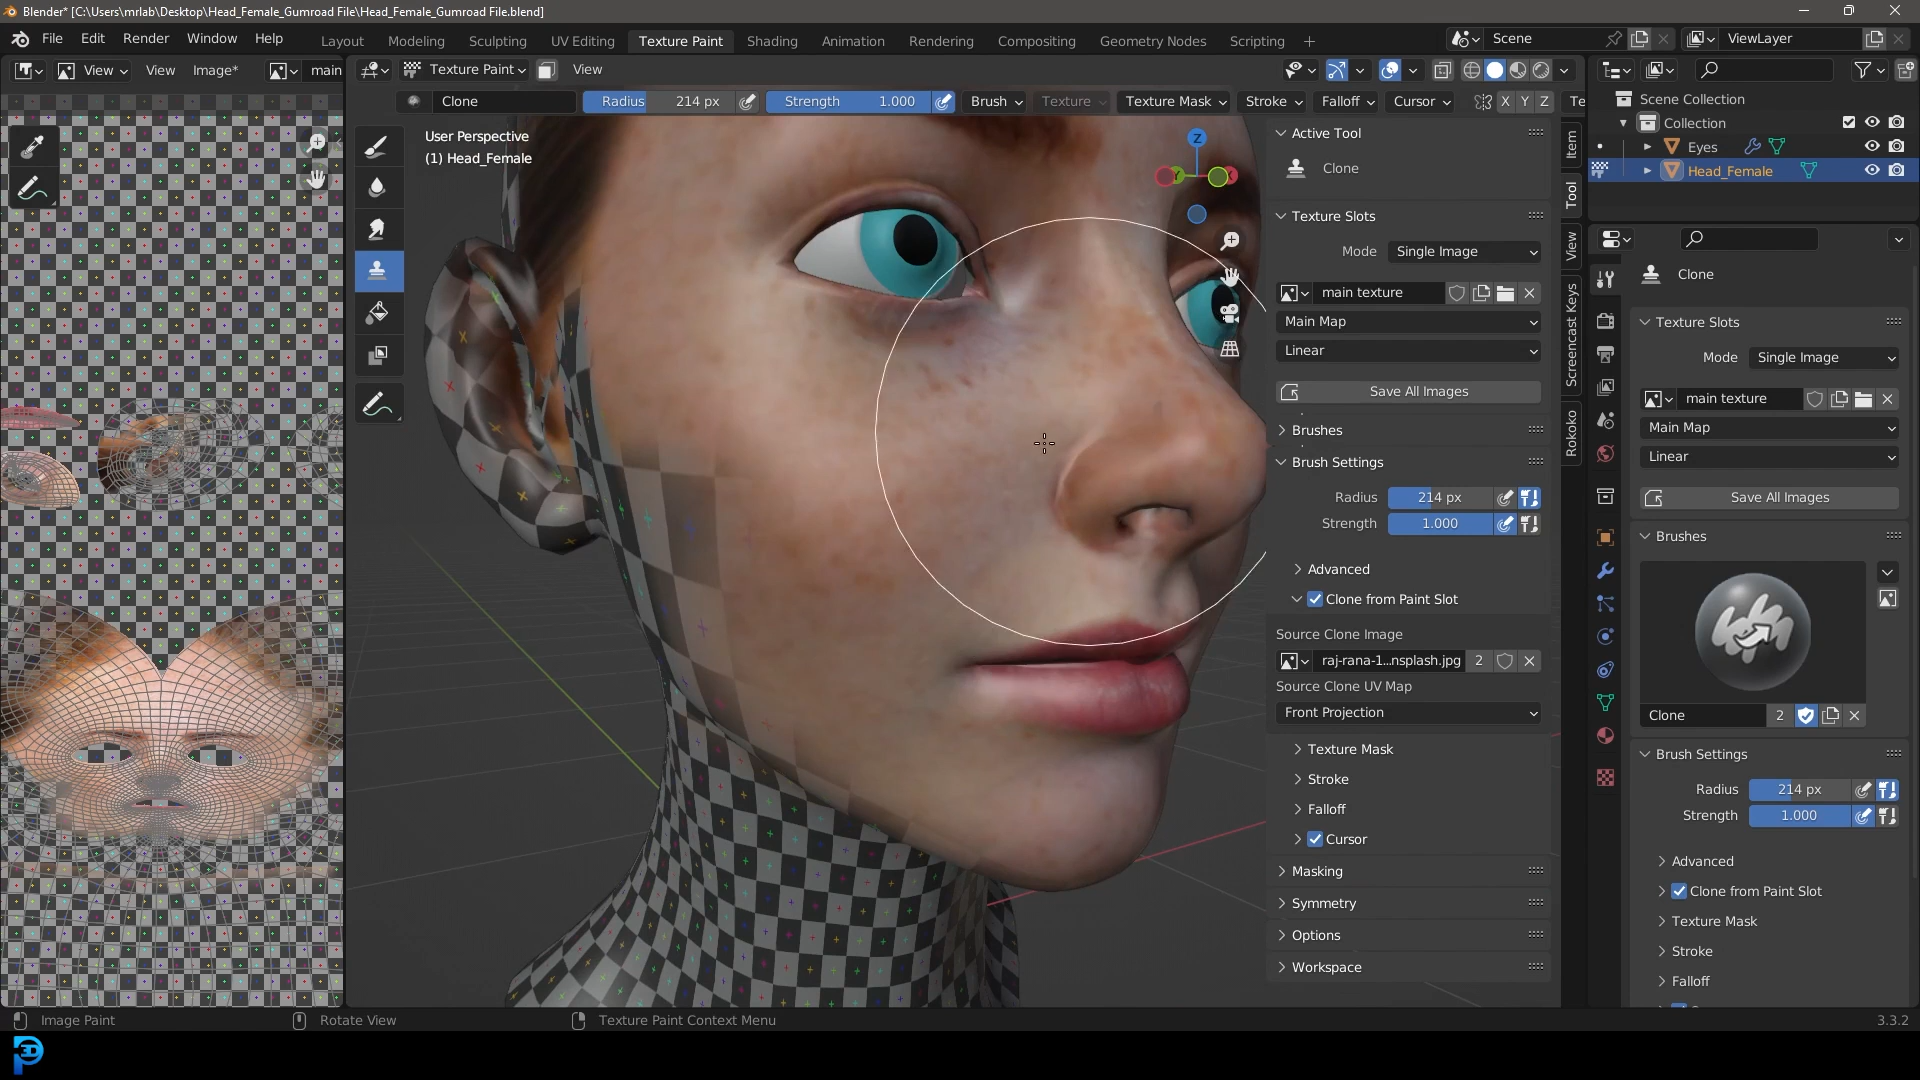 Blender* [C:\Users\mrlab\Desktop\Head_Female_Gumroad File\Head_Female_Gumroad File.blend]
File Edit Render Window Help
Layout Modeling Sculpting UV Editing Texture Paint Shading Animation Rendering Compositing Geometry Nodes Scripting +
Scene
ViewLayer
View View Image* main
Texture Paint View
Clone Radius 214 px Strength 1.000 Brush Texture Texture Mask Stroke Falloff Cursor X Y Z Te
User Perspective
(1) Head_Female
Z
Y
Active Tool
Clone
Texture Slots
Mode Single Image
main texture
Main Map
Linear
Save All Images
Brushes
Brush Settings
Radius 214 px
Strength 1.000
Advanced
Clone from Paint Slot
Source Clone Image
raj-rana-1...nsplash.jpg 2
Source Clone UV Map
Front Projection
Texture Mask
Stroke
Falloff
Cursor
Masking
Symmetry
Options
Workspace
Item
Tool
View
Screencast Keys
Rokoko
Scene Collection
Collection
Eyes
Head_Female
Clone
Texture Slots
Mode Single Image
main texture
Main Map
Linear
Save All Images
Brushes
Clone 2
Brush Settings
Radius 214 px
Strength 1.000
Advanced
Clone from Paint Slot
Texture Mask
Stroke
Falloff
Image Paint
Rotate View
Texture Paint Context Menu
3.3.2